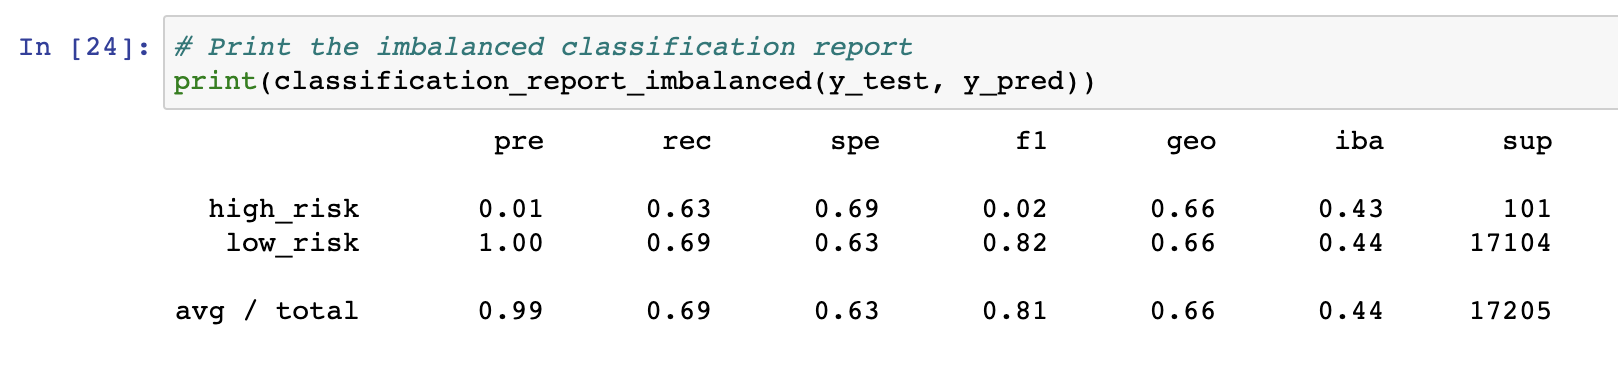 In [24]: # Print the imbalanced classification report
print(classification_report_imbalanced(y_test, y_pred))
pre rec spe f1 geo iba sup
high_risk 0.01 0.63 0.69 0.02 0.66 0.43 101
low_risk 1.00 0.69 0.63 0.82 0.66 0.44 17104
avg / total 0.99 0.69 0.63 0.81 0.66 0.44 17205